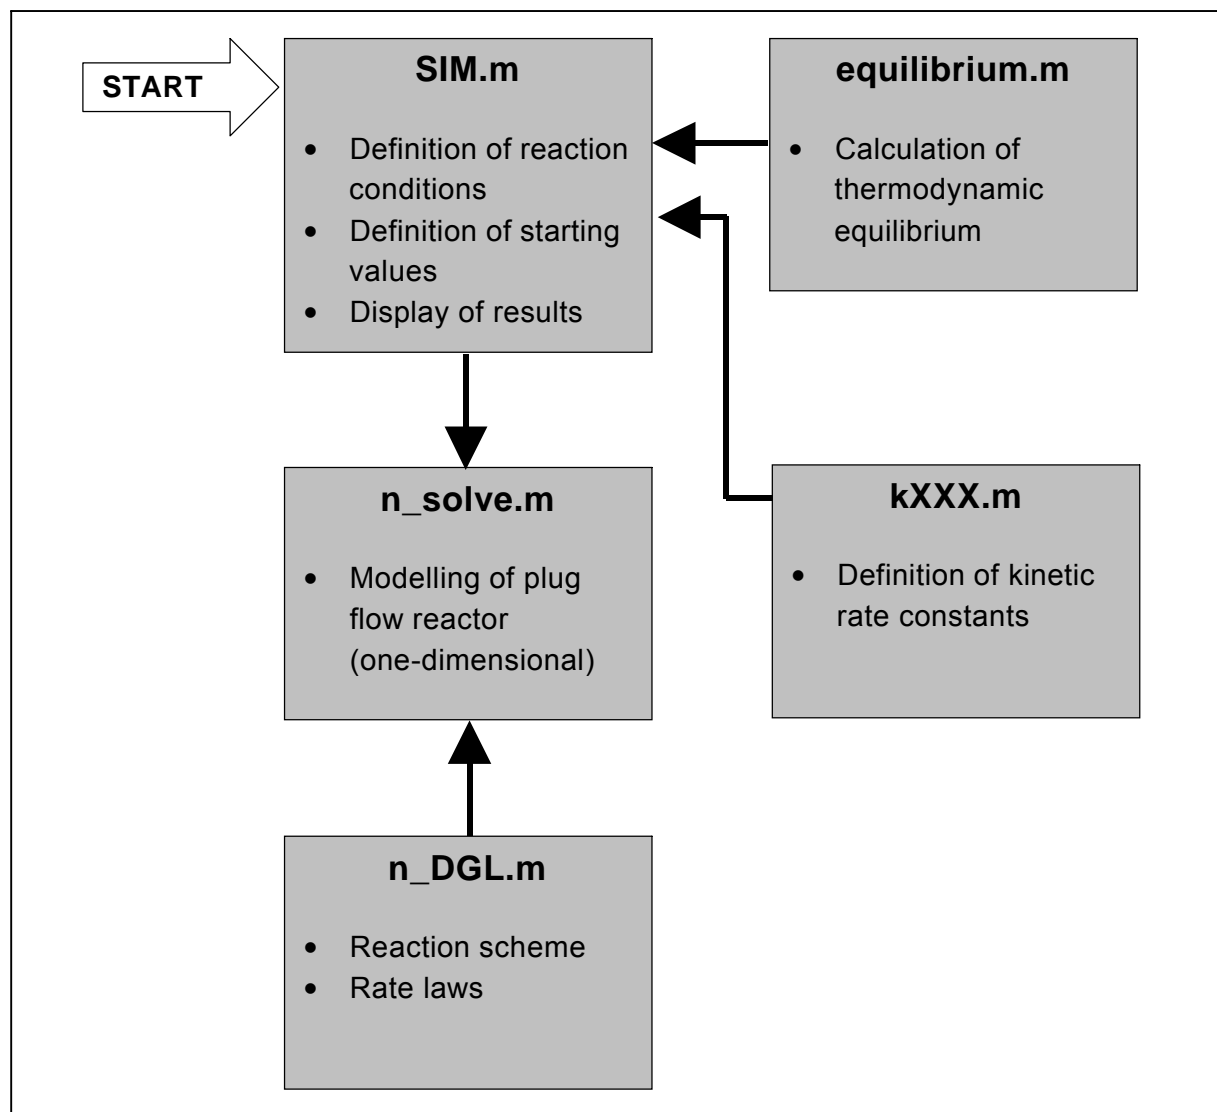 START
SIM.m
• Definition of reaction
conditions
• Definition of starting
values
• Display of results
equilibrium.m
• Calculation of
thermodynamic
equilibrium
n_solve.m
• Modelling of plug
flow reactor
(one-dimensional)
kXXX.m
• Definition of kinetic
rate constants
n_DGL.m
• Reaction scheme
• Rate laws